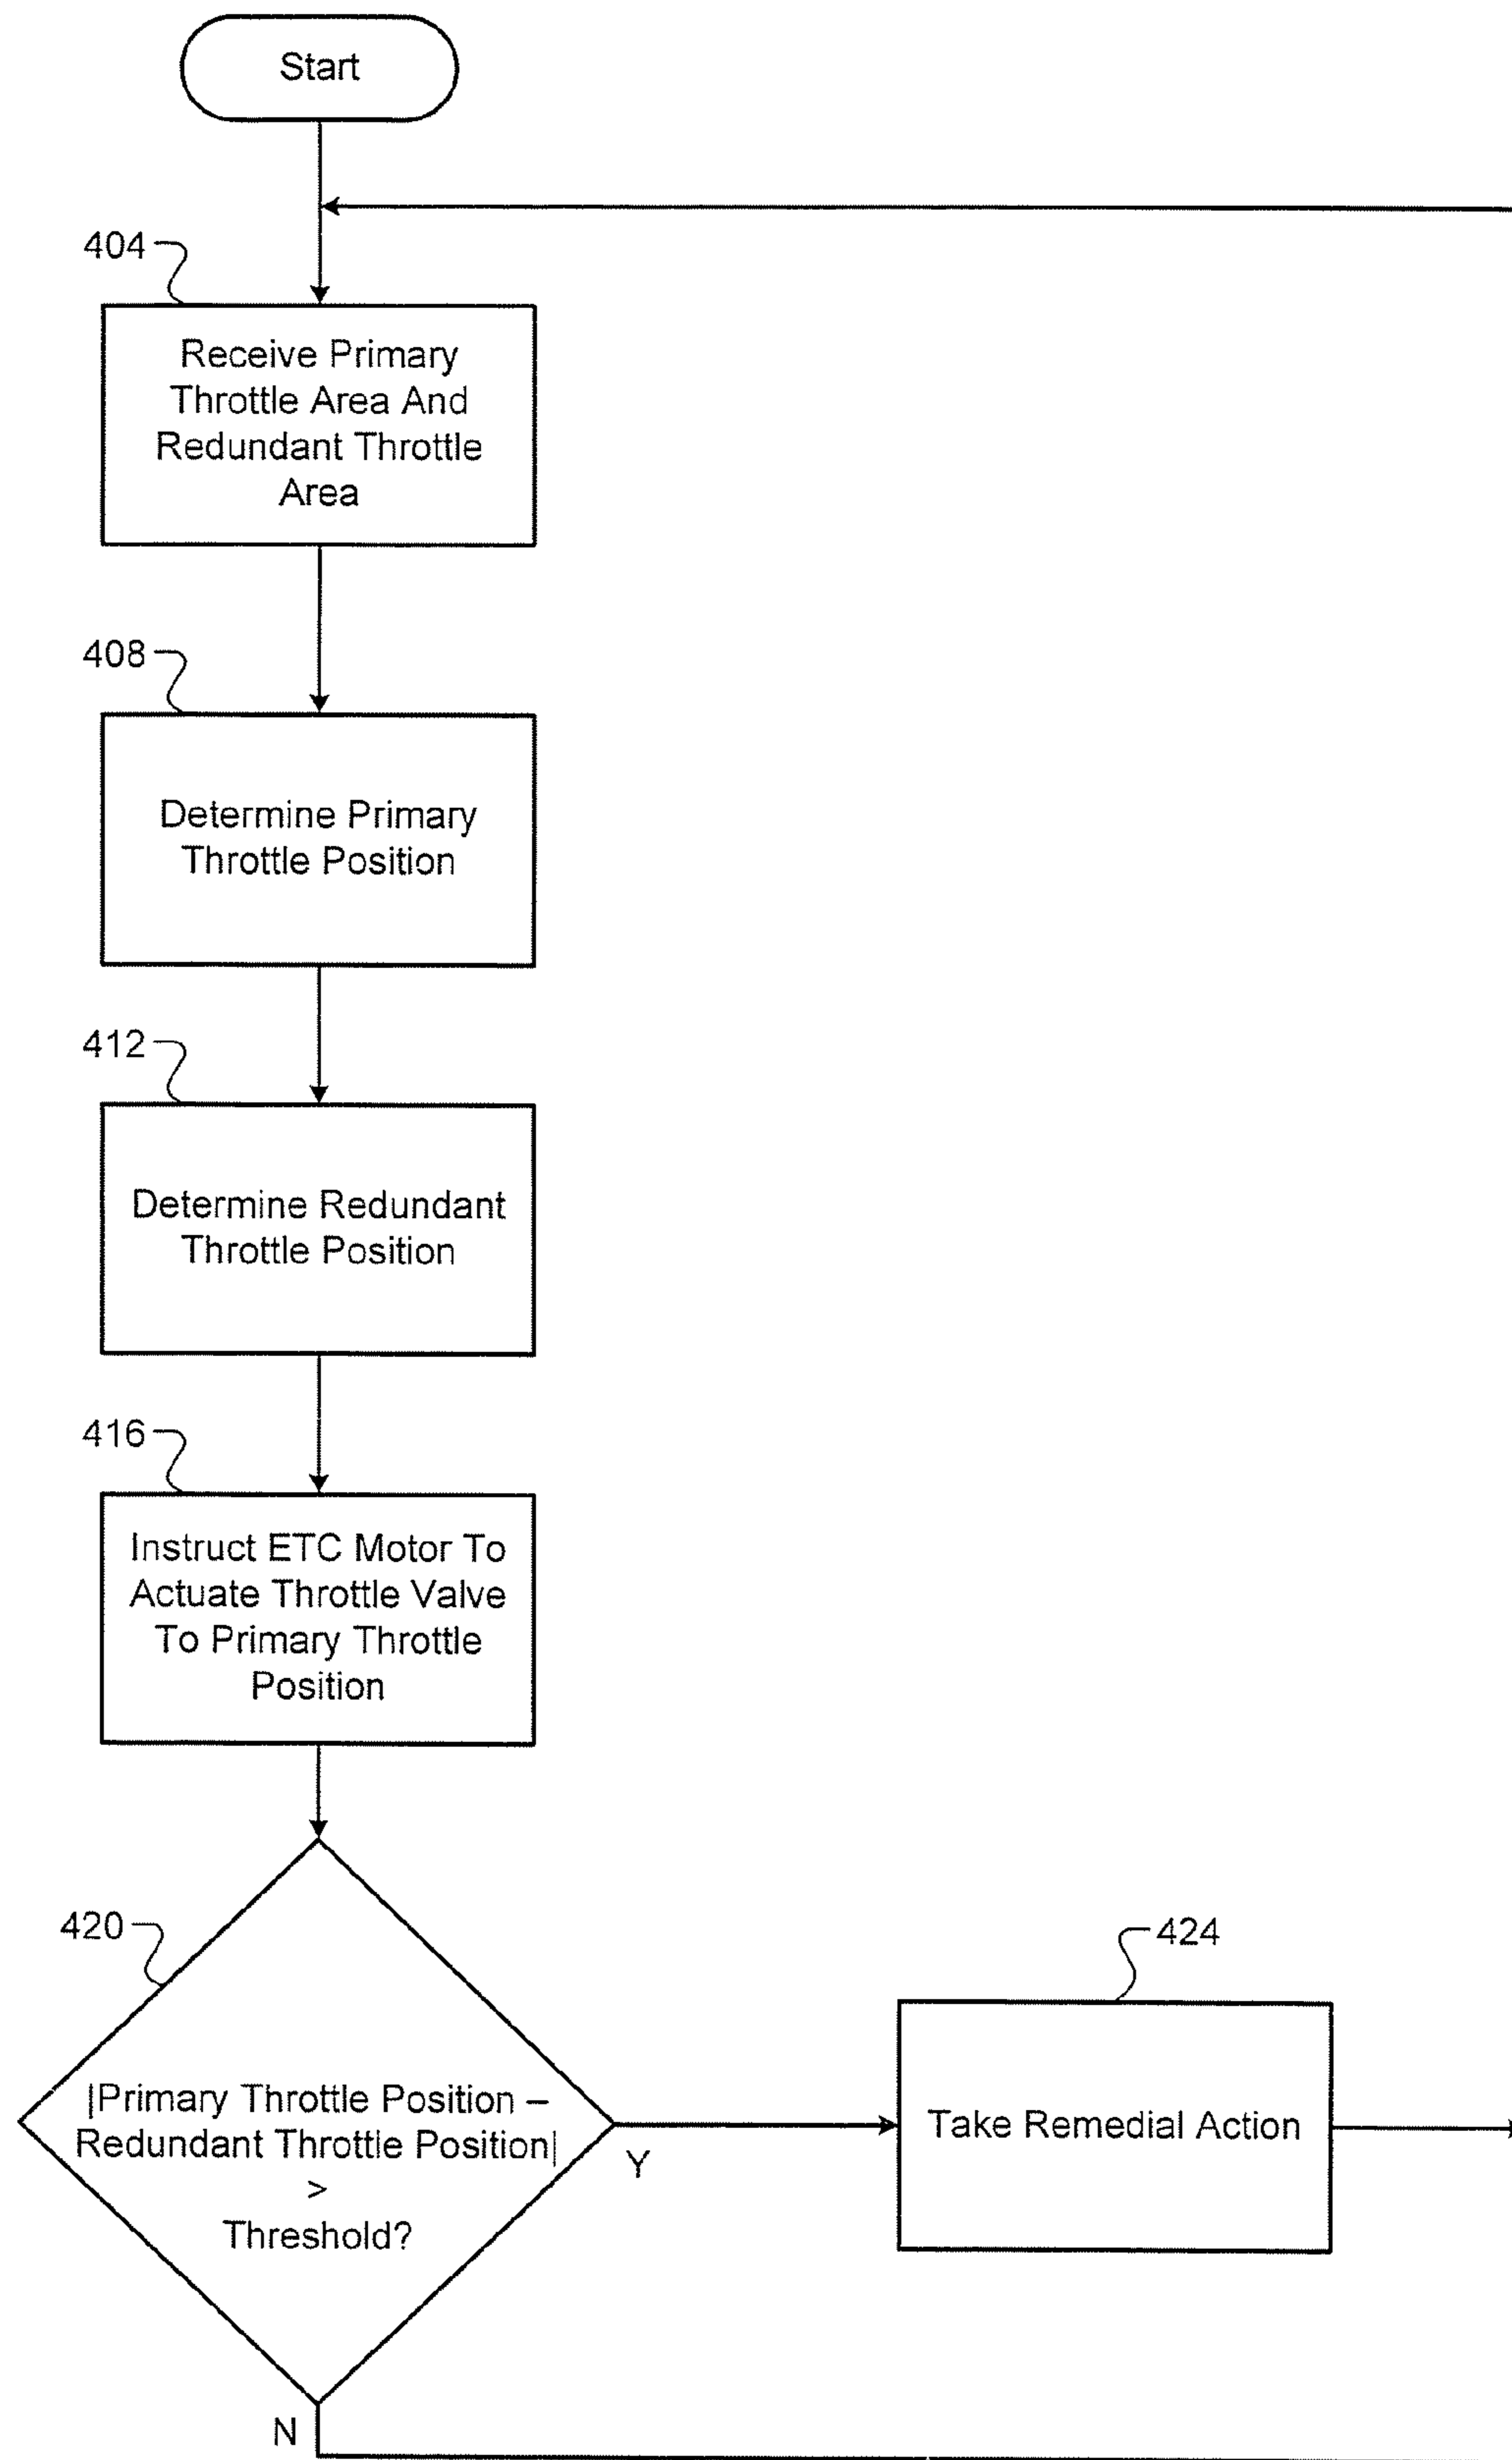 Start
404
Receive Primary
Throttle Area And
Redundant Throttle
Area
408
Determine Primary
Throttle Position
412
Determine Redundant
Throttle Position
416
Instruct ETC Motor To
Actuate Throttle Valve
To Primary Throttle
Position
420
|Primary Throttle Position –
Redundant Throttle Position|
>
Threshold?
Y
424
Take Remedial Action
N